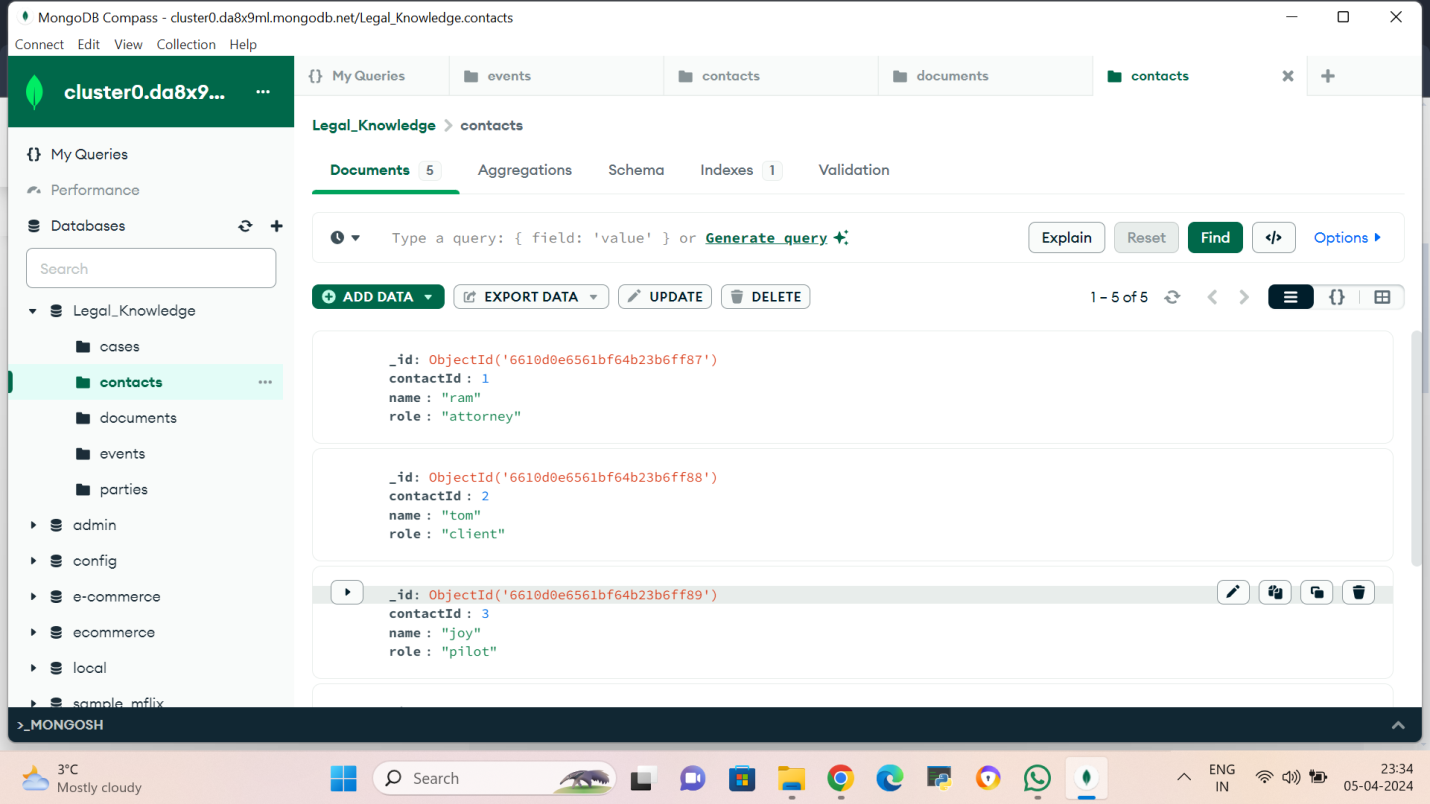 MongoDB Compass - cluster0.da8x9ml.mongodb.net/Legal_Knowledge.contacts
Connect Edit View Collection Help
cluster0.da8x9... ...
{} My Queries
Performance
Databases
Search
Legal_Knowledge
cases
contacts ...
documents
events
parties
admin
config
e-commerce
ecommerce
local
sample_mflix
{} My Queries events contacts documents contacts
Legal_Knowledge > contacts
Documents 5 Aggregations Schema Indexes 1 Validation
Type a query: { field: 'value' } or Generate query Explain Reset Find </> Options
ADD DATA EXPORT DATA UPDATE DELETE 1 – 5 of 5 {}
_id: ObjectId('6610d0e6561bf64b23b6ff87')
contactId : 1
name : "ram"
role : "attorney"
_id: ObjectId('6610d0e6561bf64b23b6ff88')
contactId : 2
name : "tom"
role : "client"
_id: ObjectId('6610d0e6561bf64b23b6ff89')
contactId : 3
name : "joy"
role : "pilot"
>_MONGOSH
3°C
Mostly cloudy
Search
ENG
IN
23:34
05-04-2024